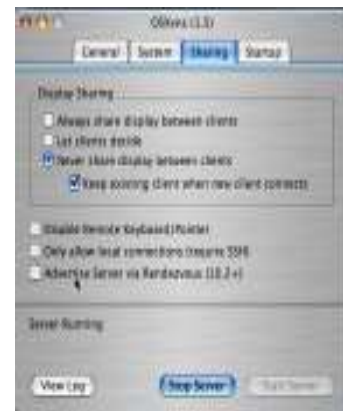 OSXvnc (1.3)
General System Sharing Startup
Display Sharing
Always share display between clients
Let clients decide
Never share display between clients
Keep existing client when new client connects
Disable Remote Keyboard/Pointer
Only allow local connections (require SSH)
Advertise Server via Rendezvous (10.2+)
Server Running
View Log Stop Server Start Server